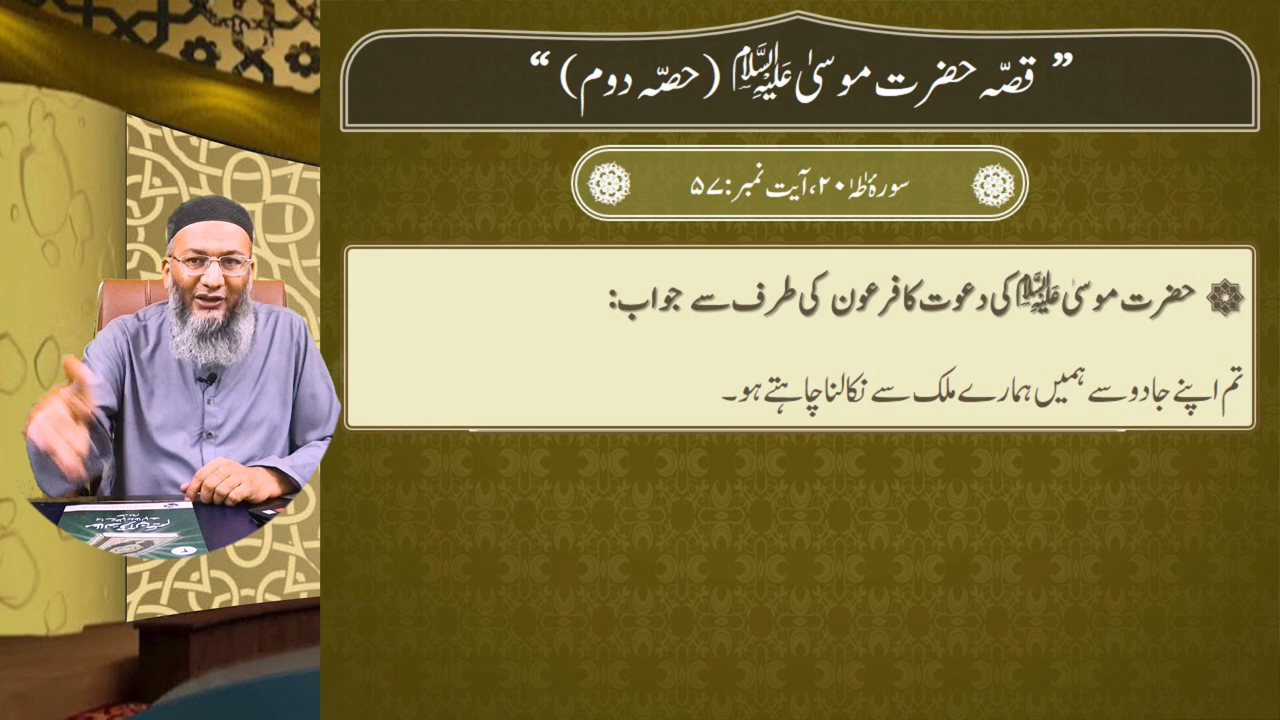 ” قصّہ حضرت موسیٰ علیہ السلام (حصّہ دوم) “
سورۂ طٰہٰ ۲۰، آیت نمبر: ۵۷
حضرت موسیٰ علیہ السلام کی دعوت کا فرعون کی طرف سے جواب:
تم اپنے جادو سے ہمیں ہمارے ملک سے نکالنا چاہتے ہو۔